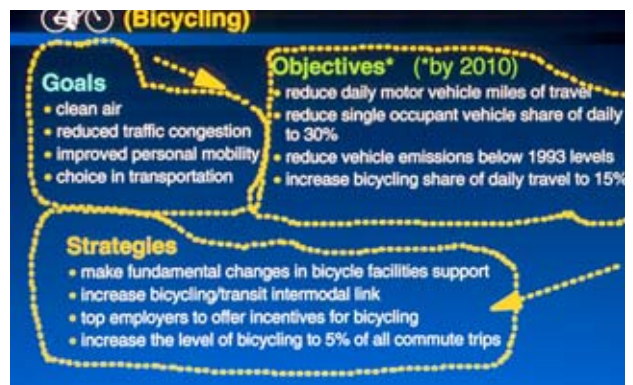 (Bicycling)
Goals
• clean air
• reduced traffic congestion
• improved personal mobility
• choice in transportation
Objectives* (*by 2010)
• reduce daily motor vehicle miles of travel
• reduce single occupant vehicle share of daily
to 30%
• reduce vehicle emissions below 1993 levels
• increase bicycling share of daily travel to 15%
Strategies
• make fundamental changes in bicycle facilities support
• increase bicycling/transit intermodal link
• top employers to offer incentives for bicycling
• increase the level of bicycling to 5% of all commute trips